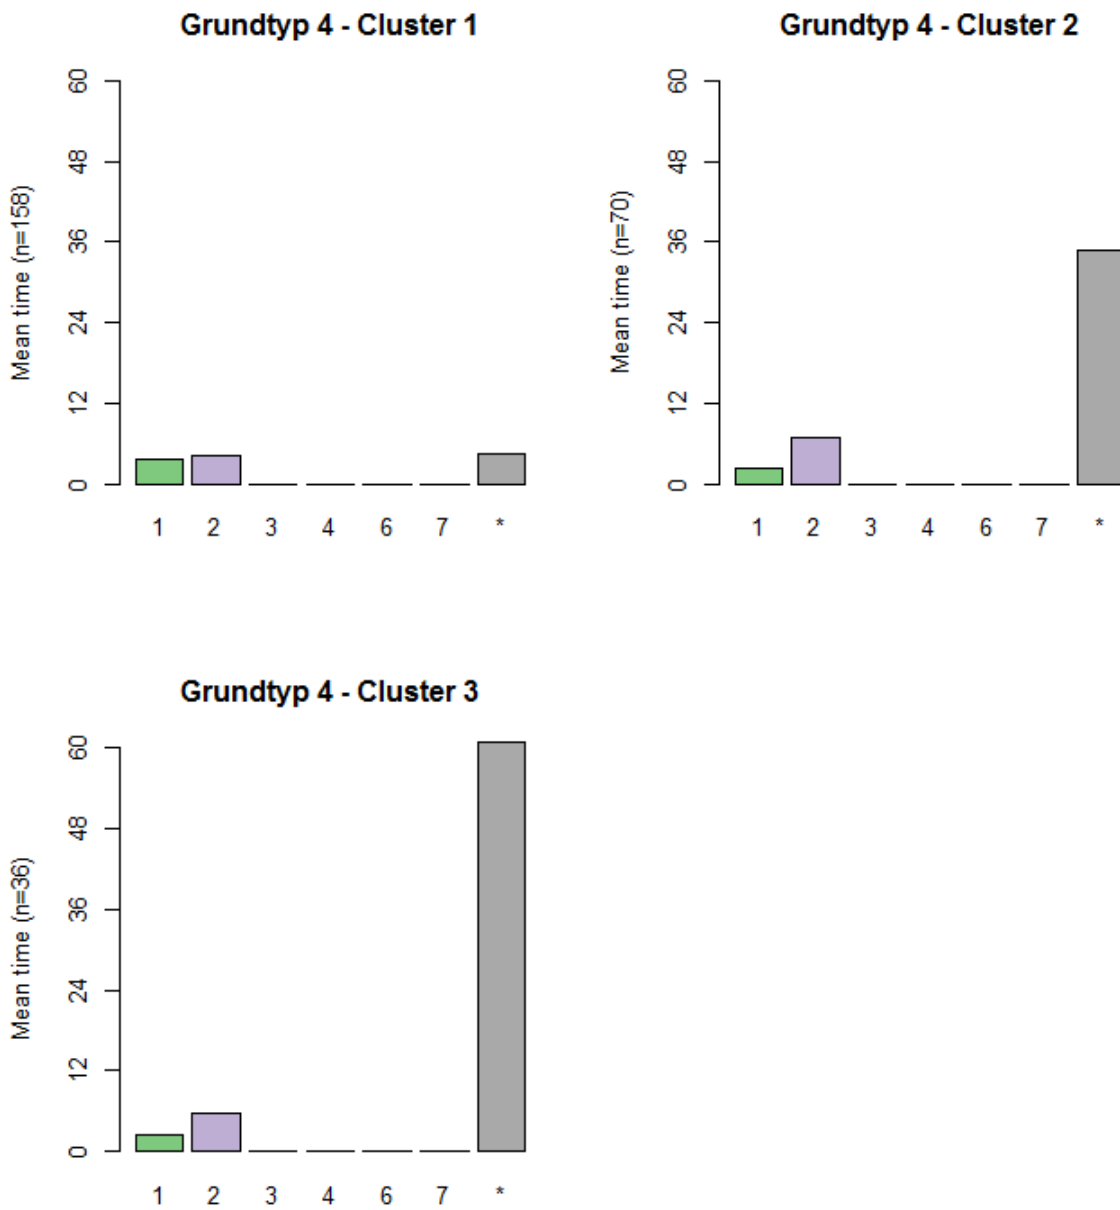 Grundtyp 4 - Cluster 1
Mean time (n=158)
60
48
36
24
12
0
1 2 3 4 6 7 *
Grundtyp 4 - Cluster 2
Mean time (n=70)
60
48
36
24
12
0
1 2 3 4 6 7 *
Grundtyp 4 - Cluster 3
Mean time (n=36)
60
48
36
24
12
0
1 2 3 4 6 7 *